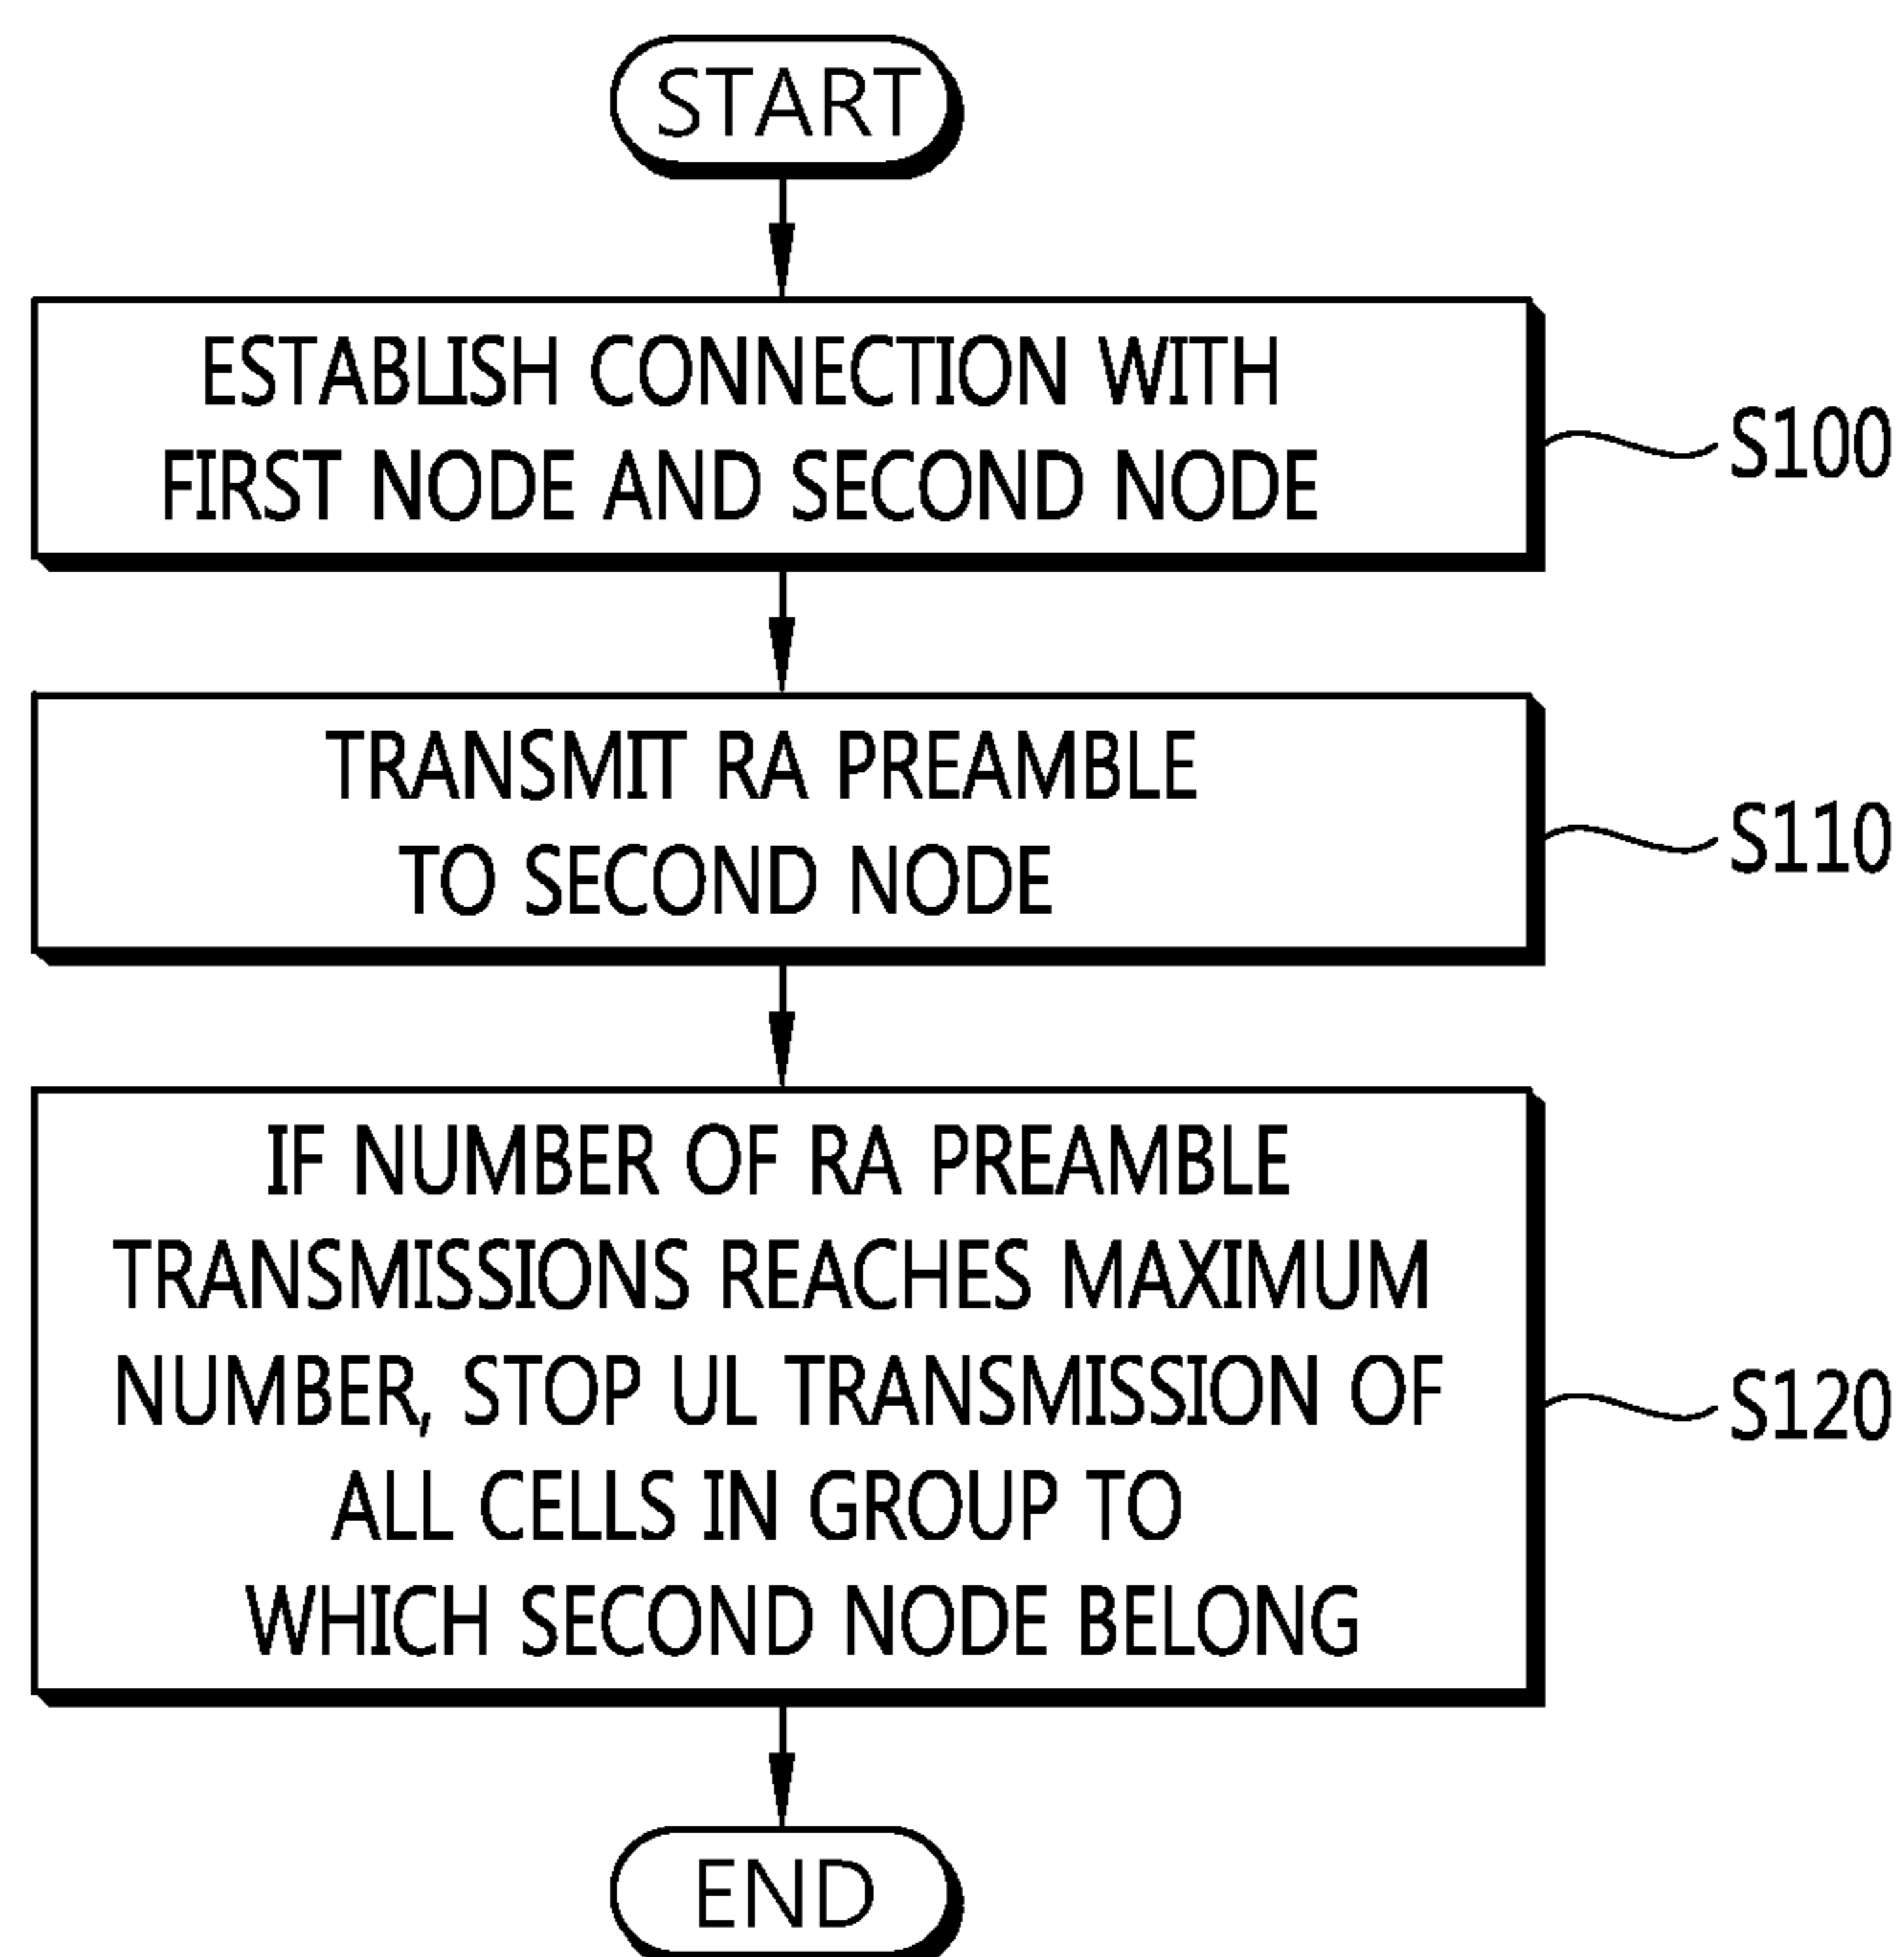 START
ESTABLISH CONNECTION WITH
FIRST NODE AND SECOND NODE
S100
TRANSMIT RA PREAMBLE
TO SECOND NODE
S110
IF NUMBER OF RA PREAMBLE
TRANSMISSIONS REACHES MAXIMUM
NUMBER, STOP UL TRANSMISSION OF
ALL CELLS IN GROUP TO
WHICH SECOND NODE BELONG
S120
END